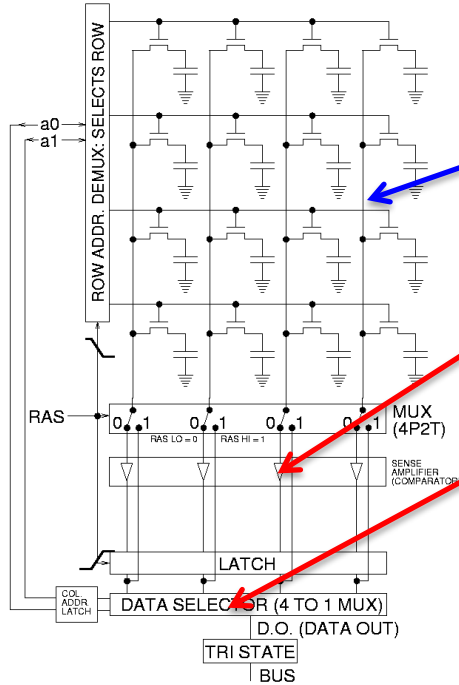 ROW ADDR. DEMUX: SELECTS ROW
a0
a1
RAS
0 1 0 1 0 1 0 1
RAS LO = 0 RAS HI = 1
MUX
(4P2T)
SENSE
AMPLIFIER
(COMPARATOR
LATCH
COL.
ADDR.
LATCH
DATA SELECTOR (4 TO 1 MUX)
D.O. (DATA OUT)
TRI STATE
BUS